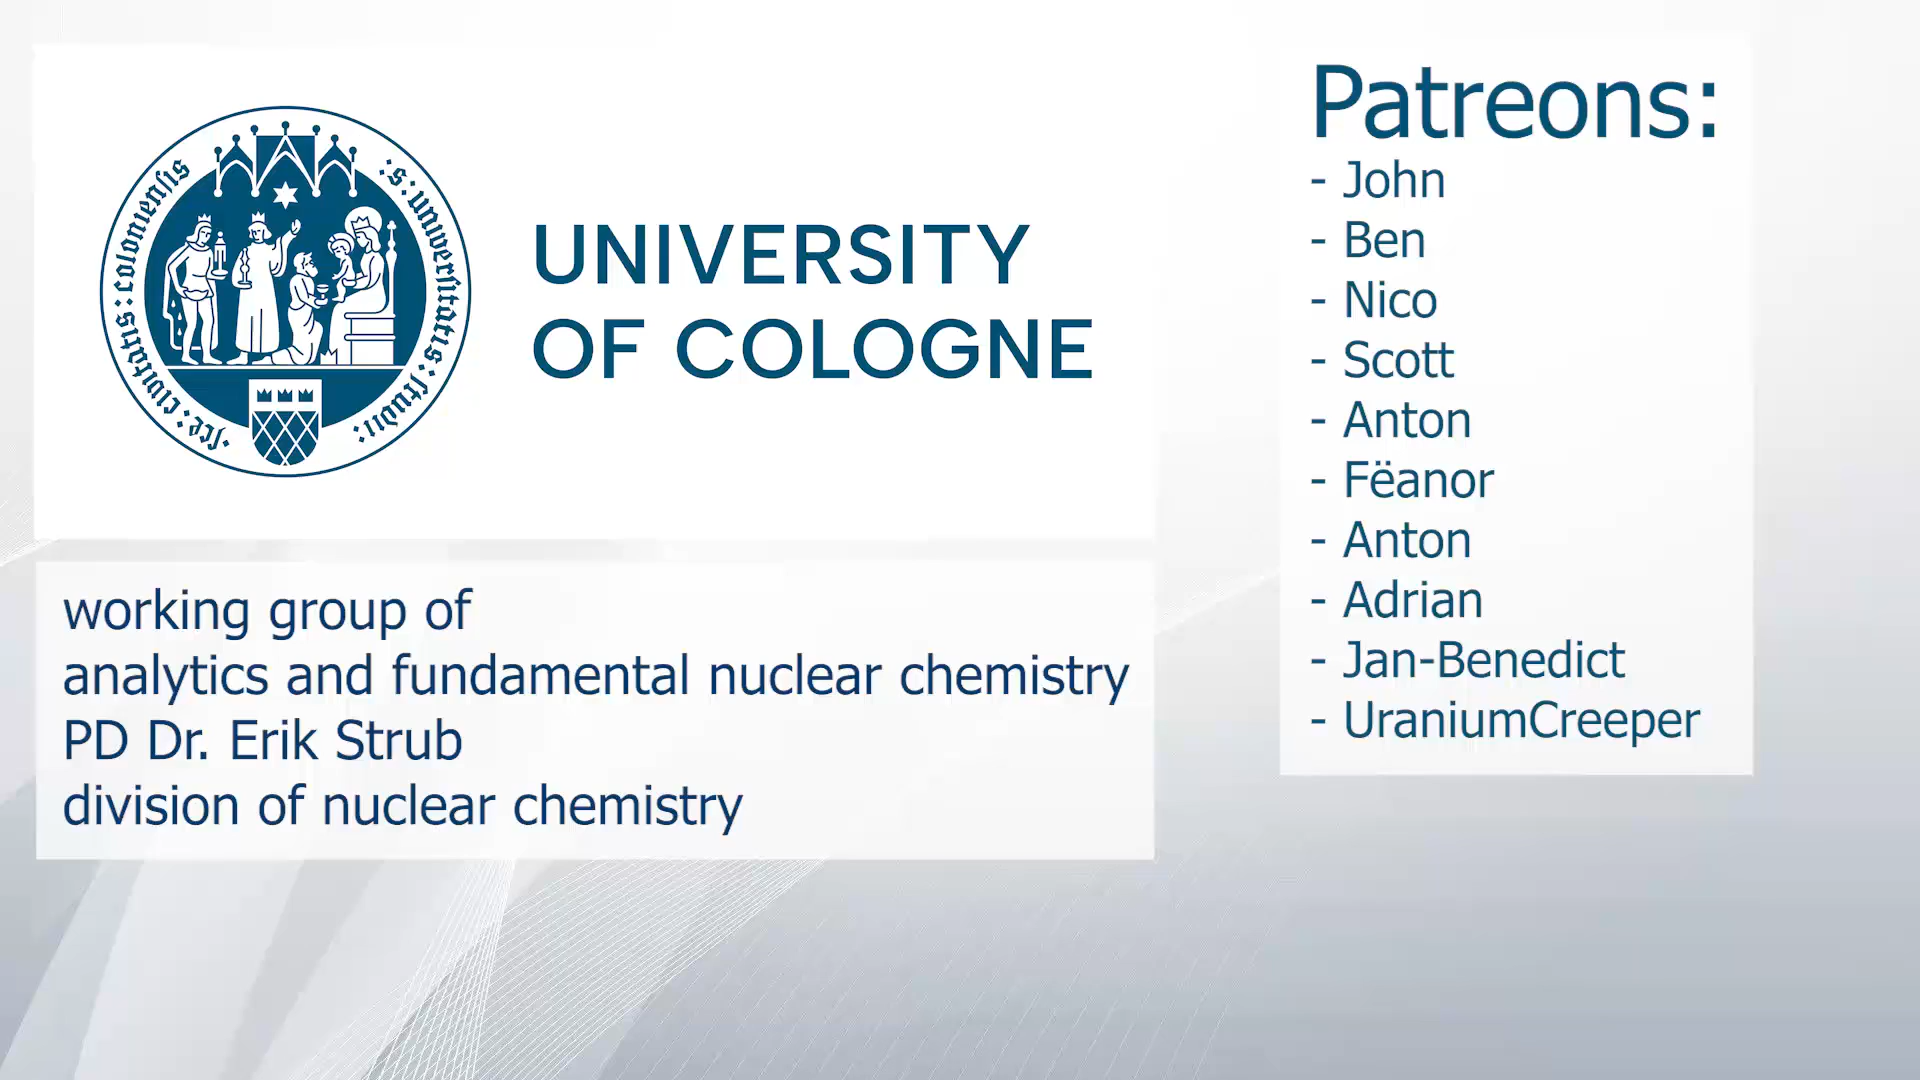 UNIVERSITY
OF COLOGNE
working group of
analytics and fundamental nuclear chemistry
PD Dr. Erik Strub
division of nuclear chemistry
Patreons:
- John
- Ben
- Nico
- Scott
- Anton
- Fëanor
- Anton
- Adrian
- Jan-Benedict
- UraniumCreeper